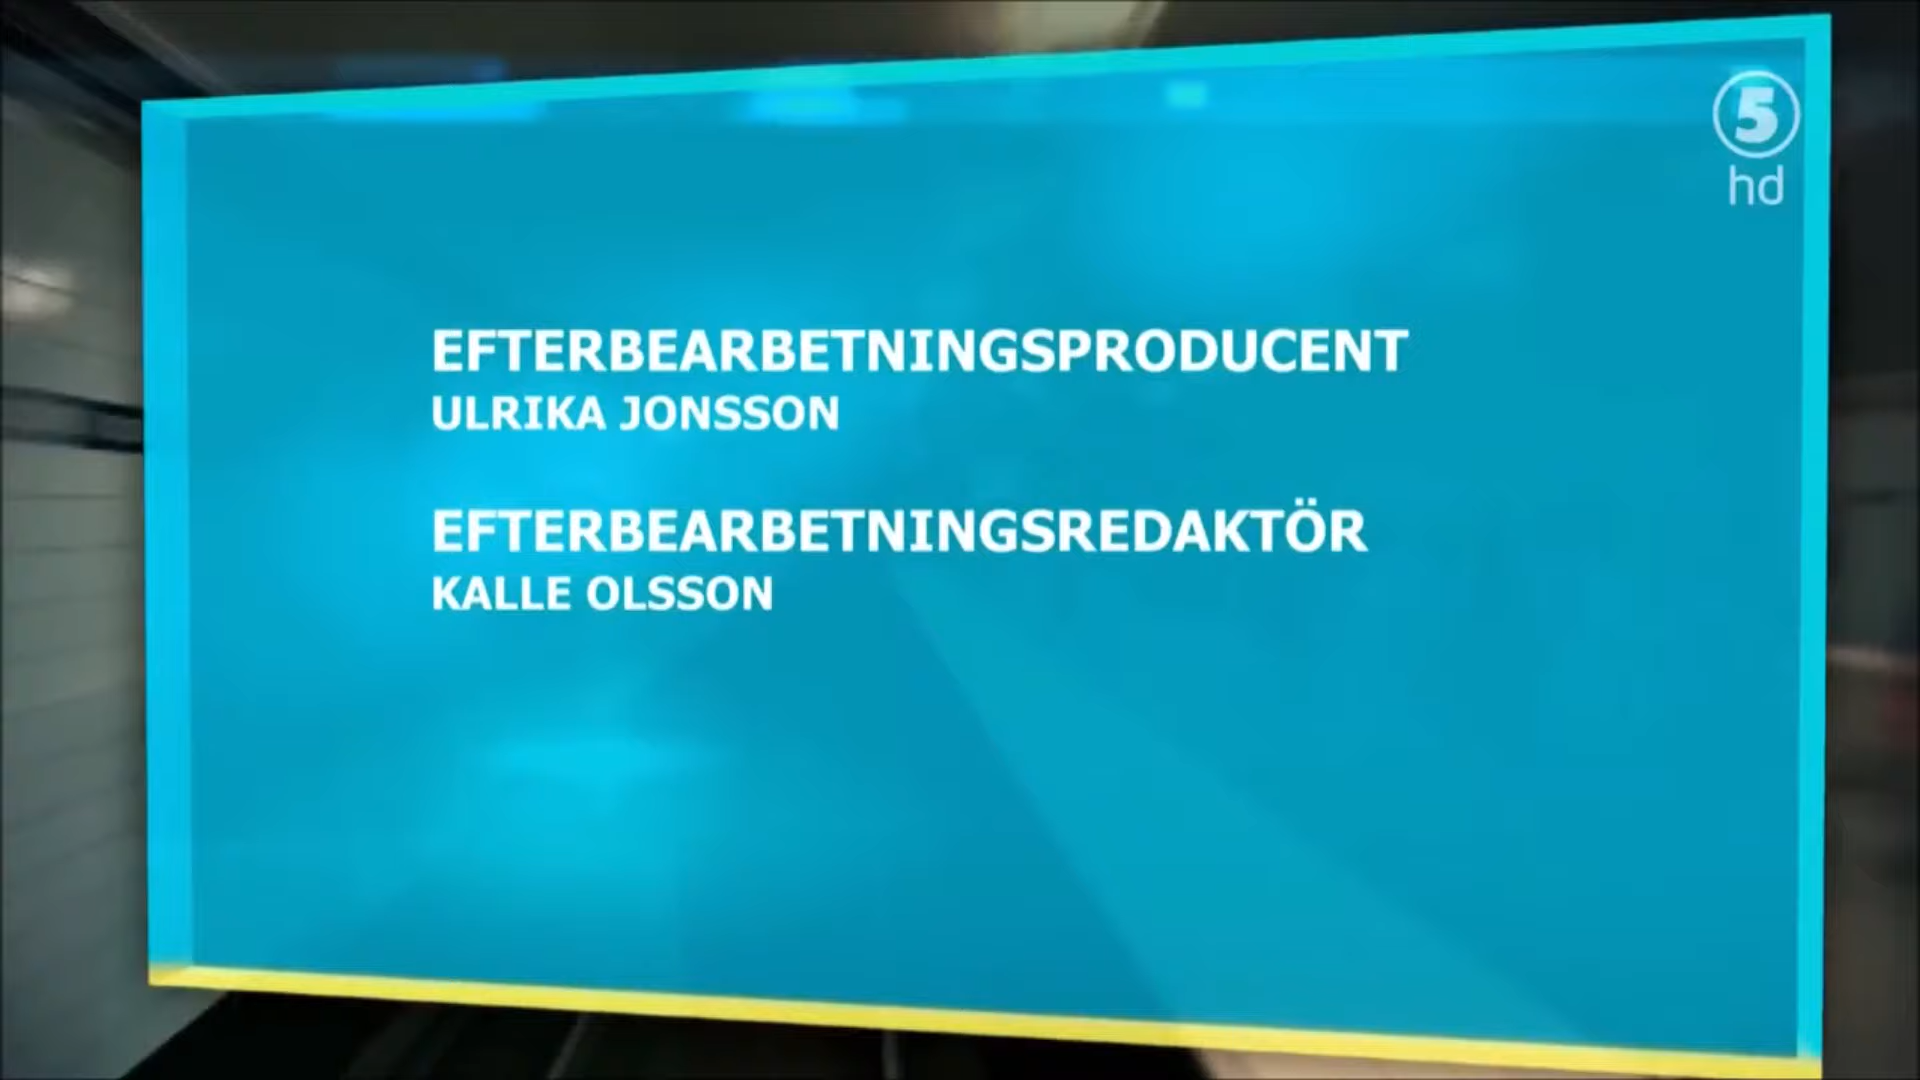 5
hd
EFTERBEARBETNINGSPRODUCENT
ULRIKA JONSSON
EFTERBEARBETNINGSREDAKTÖR
KALLE OLSSON